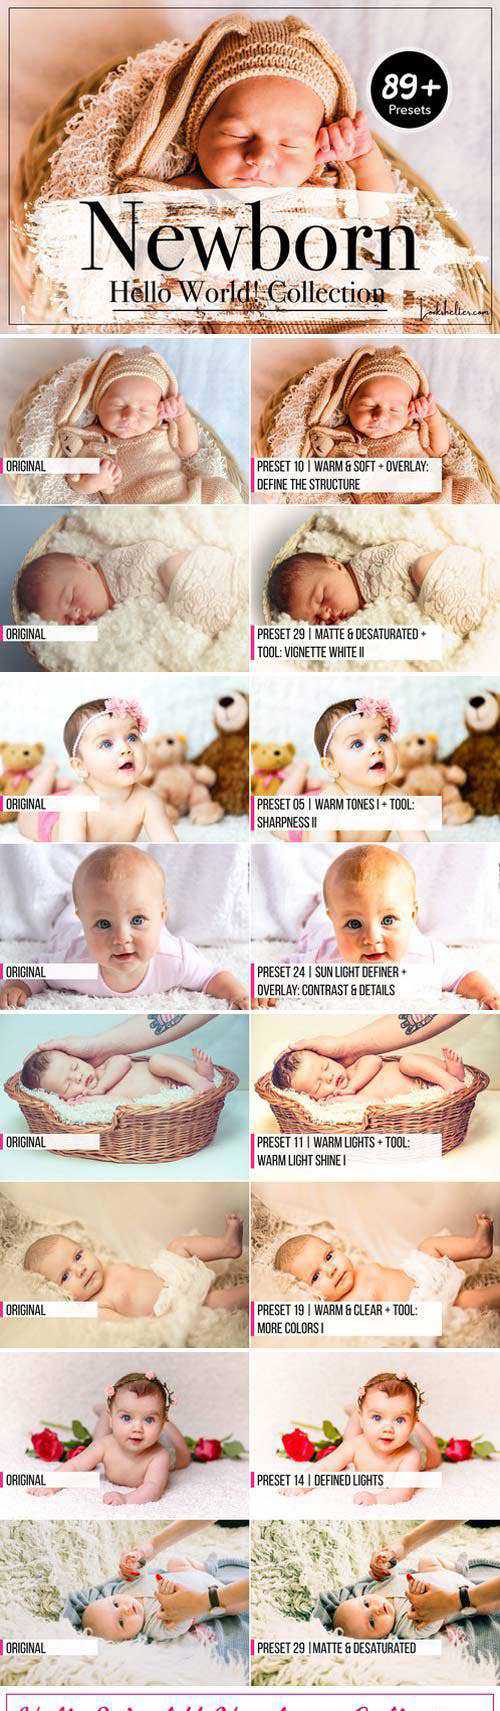 89+
Presets
Newborn
Hello World! Collection
Lookshelier.com
ORIGINAL
PRESET 10 | WARM & SOFT + OVERLAY:
DEFINE THE STRUCTURE
ORIGINAL
PRESET 29 | MATTE & DESATURATED +
TOOL: VIGNETTE WHITE II
ORIGINAL
PRESET 05 | WARM TONES I + TOOL:
SHARPNESS II
ORIGINAL
PRESET 24 | SUN LIGHT DEFINER +
OVERLAY: CONTRAST & DETAILS
ORIGINAL
PRESET 11 | WARM LIGHTS + TOOL:
WARM LIGHT SHINE I
ORIGINAL
PRESET 19 | WARM & CLEAR + TOOL:
MORE COLORS I
ORIGINAL
PRESET 14 | DEFINED LIGHTS
ORIGINAL
PRESET 29 |MATTE & DESATURATED